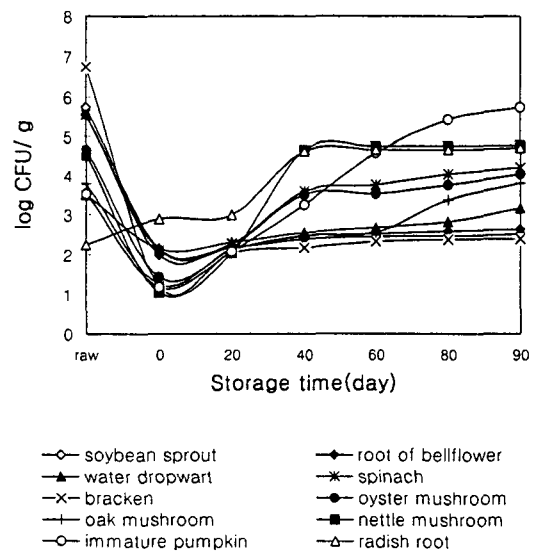 8
7
6
5
4
3
2
1
0
log CFU/ g
raw 0 20 40 60 80 90
Storage time(day)
soybean sprout
water dropwart
bracken
oak mushroom
immature pumpkin
root of bellflower
spinach
oyster mushroom
nettle mushroom
radish root